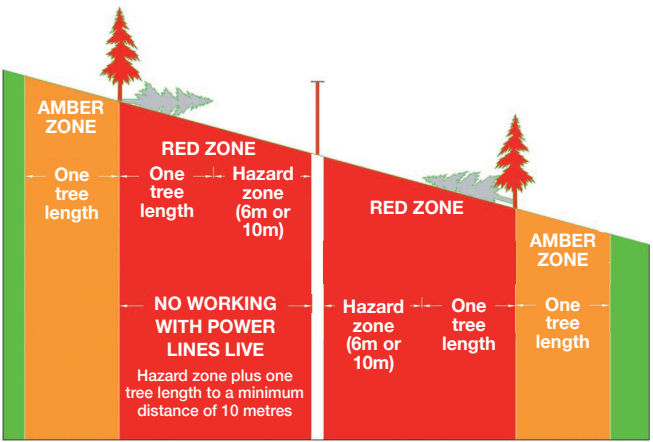 AMBER
ZONE
One
tree
length
RED ZONE
One
tree
length
Hazard
zone
(6m or
10m)
NO WORKING
WITH POWER
LINES LIVE
Hazard zone plus one
tree length to a minimum
distance of 10 metres
RED ZONE
Hazard
zone
(6m or
10m)
One
tree
length
AMBER
ZONE
One
tree
length